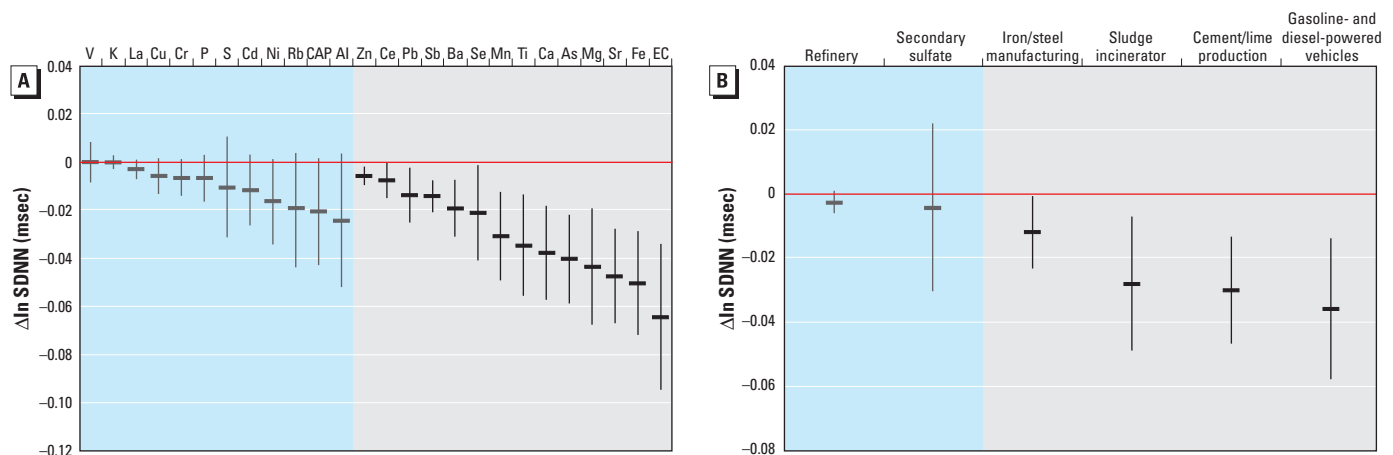 A
V K La Cu Cr P S Cd Ni Rb CAP Al Zn Ce Pb Sb Ba Se Mn Ti Ca As Mg Sr Fe EC
0.04
0.02
0
–0.02
–0.04
–0.06
–0.08
–0.10
–0.12
Δln SDNN (msec)
B
Refinery
Secondary
sulfate
Iron/steel
manufacturing
Sludge
incinerator
Cement/lime
production
Gasoline- and
diesel-powered
vehicles
0.04
0.02
0
–0.02
–0.04
–0.06
–0.08
Δln SDNN (msec)